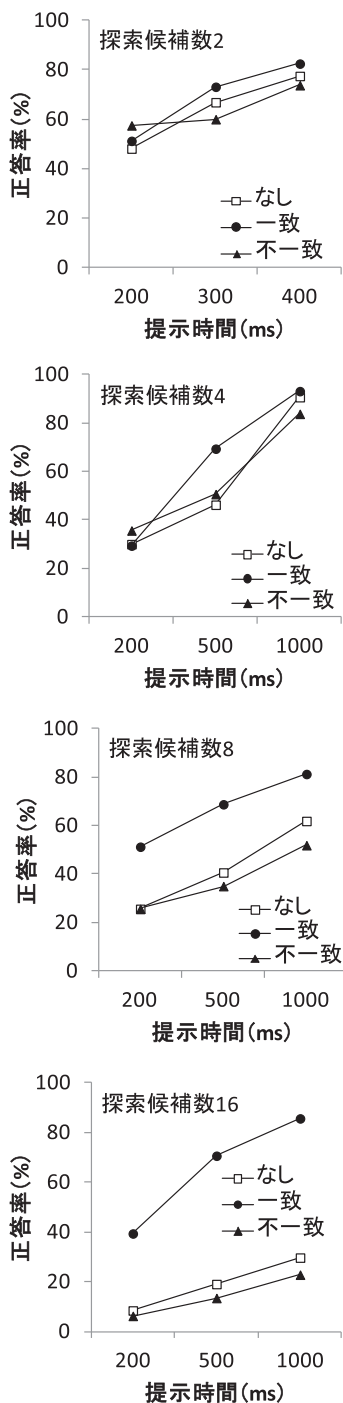 探索候補数2
正答率(%)
100
80
60
40
20
0
なし
一致
不一致
200 300 400
提示時間(ms)
探索候補数4
正答率(%)
100
80
60
40
20
0
なし
一致
不一致
200 500 1000
提示時間(ms)
探索候補数8
正答率(%)
100
80
60
40
20
0
なし
一致
不一致
200 500 1000
提示時間(ms)
探索候補数16
正答率(%)
100
80
60
40
20
0
なし
一致
不一致
200 500 1000
提示時間(ms)